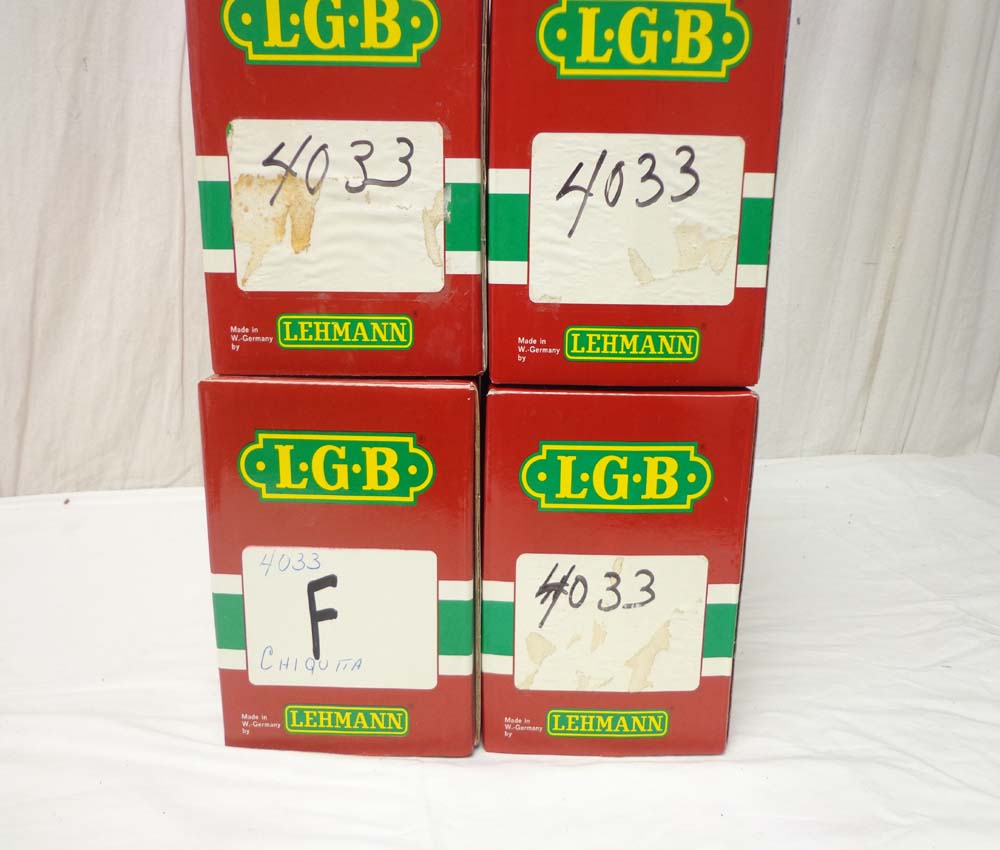 L·G·B
4033
Made in
W.-Germany
by
LEHMANN
L·G·B
4033
Made in
W.-Germany
by
LEHMANN
L·G·B
4033
F
CHIQUITA
Made in
W.-Germany
by
LEHMANN
L·G·B
4033
Made in
W.-Germany
by
LEHMANN